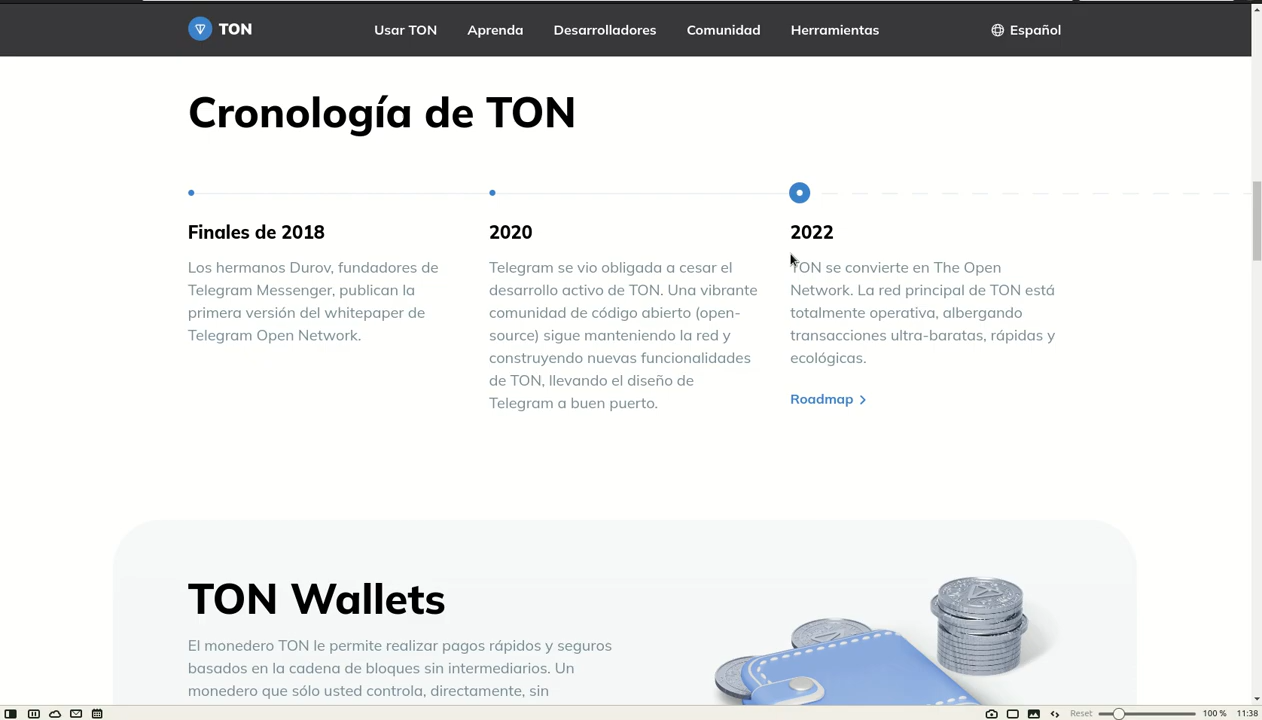 TON
Usar TON
Aprenda
Desarrolladores
Comunidad
Herramientas
Español
Cronología de TON
Finales de 2018
Los hermanos Durov, fundadores de
Telegram Messenger, publican la
primera versión del whitepaper de
Telegram Open Network.
2020
Telegram se vio obligada a cesar el
desarrollo activo de TON. Una vibrante
comunidad de código abierto (open-
source) sigue manteniendo la red y
construyendo nuevas funcionalidades
de TON, llevando el diseño de
Telegram a buen puerto.
2022
TON se convierte en The Open
Network. La red principal de TON está
totalmente operativa, albergando
transacciones ultra-baratas, rápidas y
ecológicas.
Roadmap
TON Wallets
El monedero TON le permite realizar pagos rápidos y seguros
basados en la cadena de bloques sin intermediarios. Un
monedero que sólo usted controla, directamente, sin
Reset
100 %
11:38